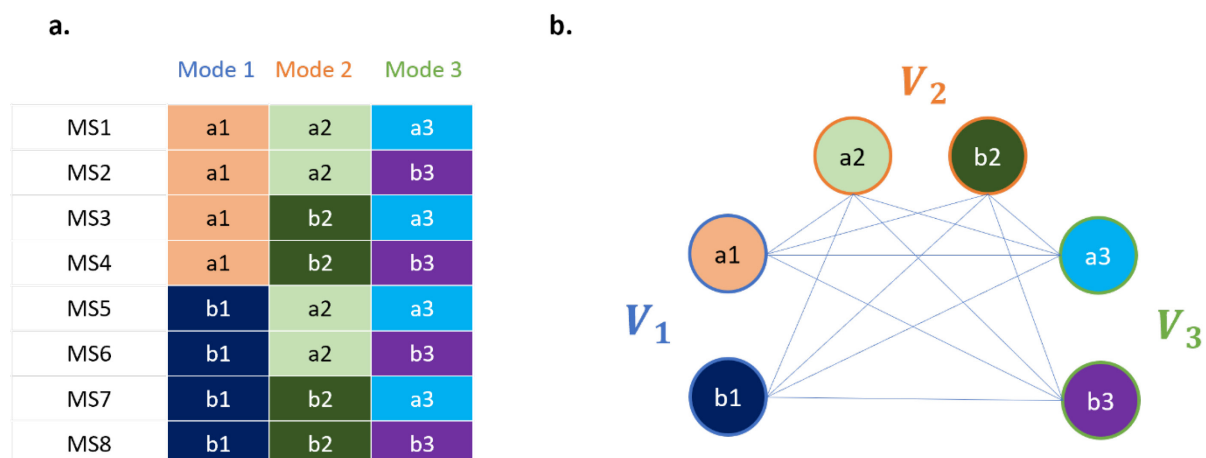 a.
Mode 1 Mode 2 Mode 3
MS1 a1 a2 a3
MS2 a1 a2 b3
MS3 a1 b2 a3
MS4 a1 b2 b3
MS5 b1 a2 a3
MS6 b1 a2 b3
MS7 b1 b2 a3
MS8 b1 b2 b3
b.
V2
a2 b2
a1 a3
V1 V3
b1 b3